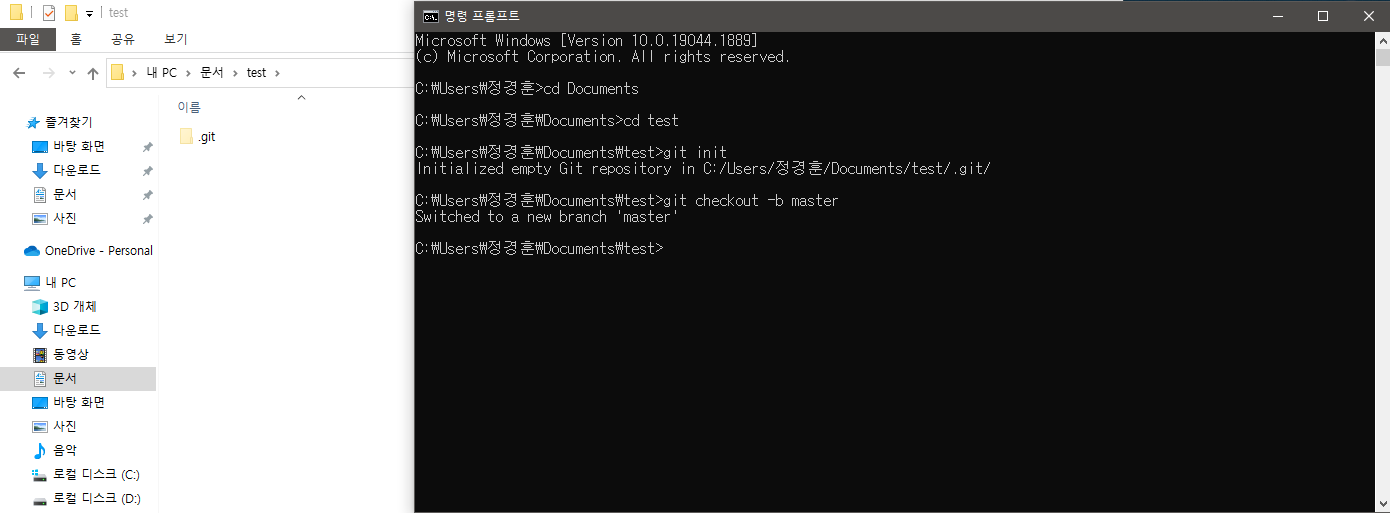 test
파일 홈 공유 보기
내 PC 문서 test
이름
.git
즐겨찾기
바탕 화면
다운로드
문서
사진
OneDrive - Personal
내 PC
3D 개체
다운로드
동영상
문서
바탕 화면
사진
음악
로컬 디스크 (C:)
로컬 디스크 (D:)
명령 프롬프트
Microsoft Windows [Version 10.0.19044.1889]
(c) Microsoft Corporation. All rights reserved.
C:₩Users₩정경훈>cd Documents
C:₩Users₩정경훈₩Documents>cd test
C:₩Users₩정경훈₩Documents₩test>git init
Initialized empty Git repository in C:/Users/정경훈/Documents/test/.git/
C:₩Users₩정경훈₩Documents₩test>git checkout -b master
Switched to a new branch 'master'
C:₩Users₩정경훈₩Documents₩test>